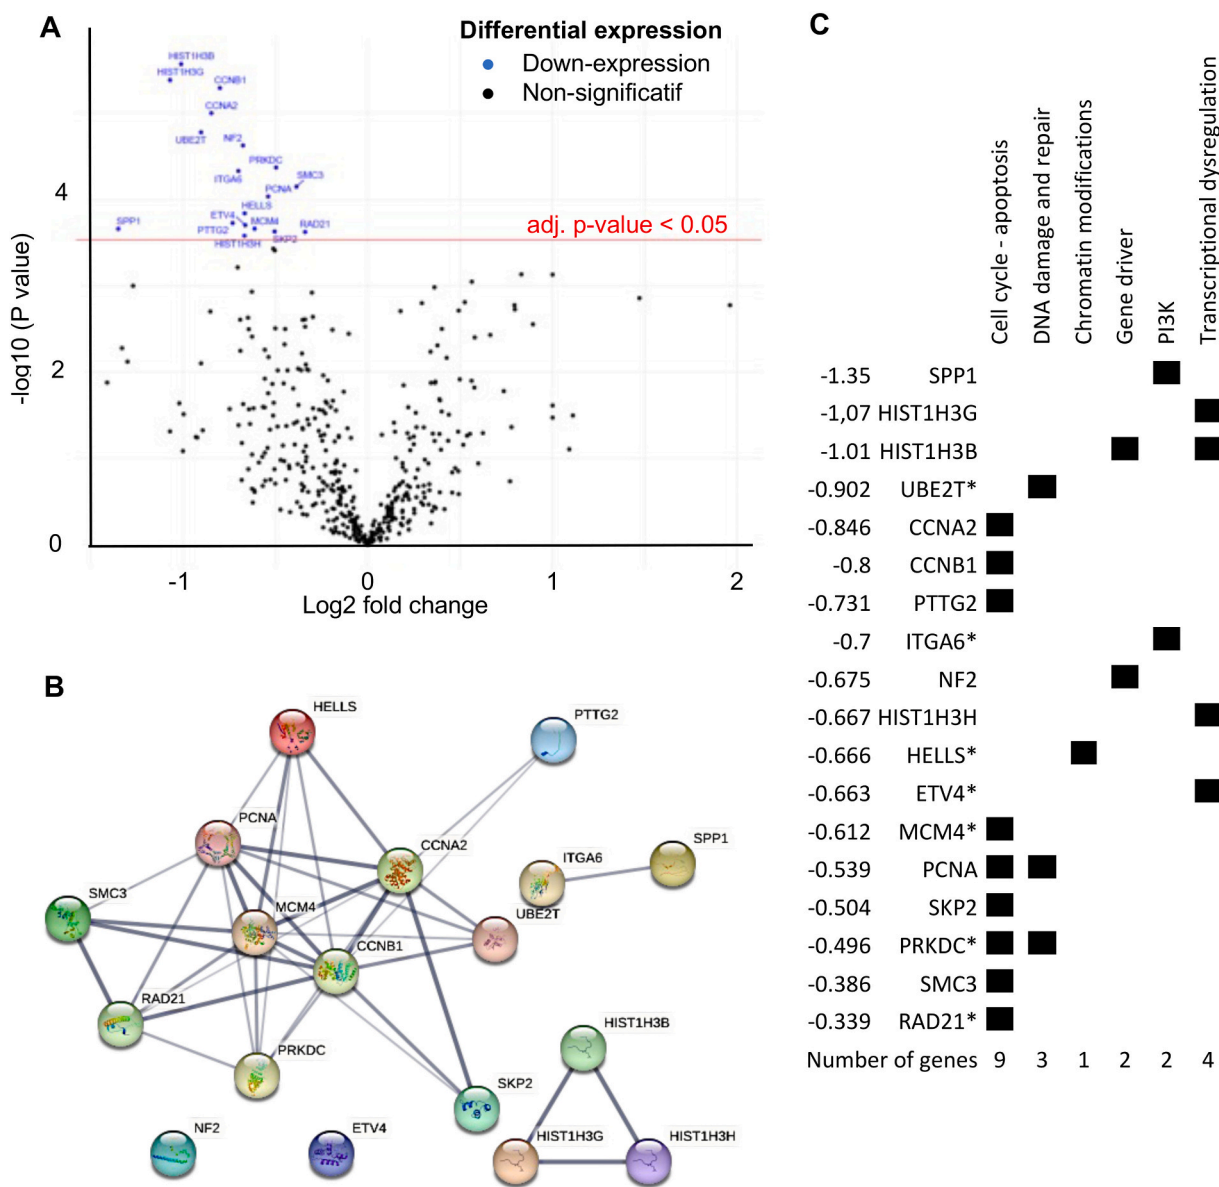 A
Differential expression
Down-expression
Non-significatif
HIST1H3B
HIST1H3G
CCNB1
CCNA2
UBE2T
NF2
PRKDC
ITGA6
SMC3
PCNA
HELLS
ETV4
MCM4
SPP1
PTTG2
RAD21
HIST1H3H
SKP2
adj. p-value < 0.05
-log10 (P value)
4
2
0
-1
0
1
2
Log2 fold change
B
HELLS
PTTG2
PCNA
CCNA2
SPP1
ITGA6
SMC3
MCM4
UBE2T
CCNB1
RAD21
PRKDC
HIST1H3B
SKP2
NF2
ETV4
HIST1H3G
HIST1H3H
C
Cell cycle - apoptosis
DNA damage and repair
Chromatin modifications
Gene driver
PI3K
Transcriptional dysregulation
-1.35 SPP1
-1,07 HIST1H3G
-1.01 HIST1H3B
-0.902 UBE2T*
-0.846 CCNA2
-0.8 CCNB1
-0.731 PTTG2
-0.7 ITGA6*
-0.675 NF2
-0.667 HIST1H3H
-0.666 HELLS*
-0.663 ETV4*
-0.612 MCM4*
-0.539 PCNA
-0.504 SKP2
-0.496 PRKDC*
-0.386 SMC3
-0.339 RAD21*
Number of genes 9 3 1 2 2 4